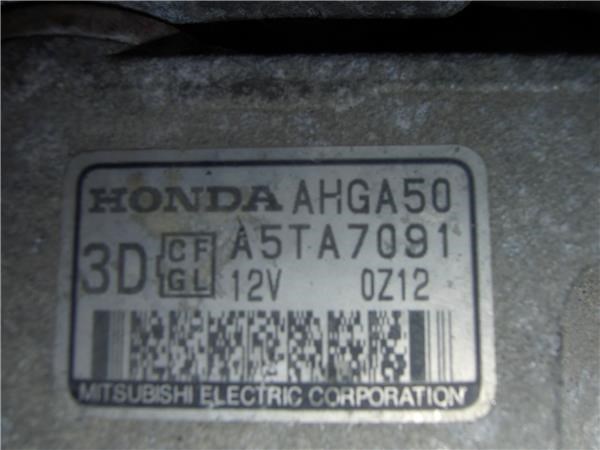 HONDA AHGA50
3D CF A5TA7091
GL 12V 0Z12
MITSUBISHI ELECTRIC CORPORATION